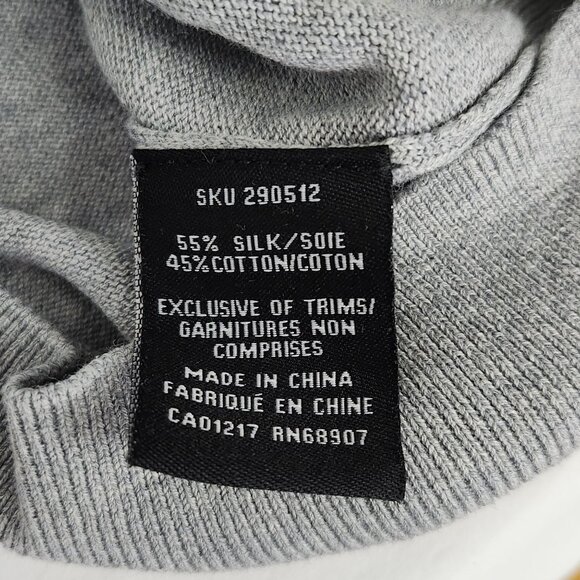 SKU 290512
55% SILK/SOIE
45%COTTON/COTON
EXCLUSIVE OF TRIMS/
GARNITURES NON
COMPRISES
MADE IN CHINA
FABRIQUÉ EN CHINE
CA01217 RN68907